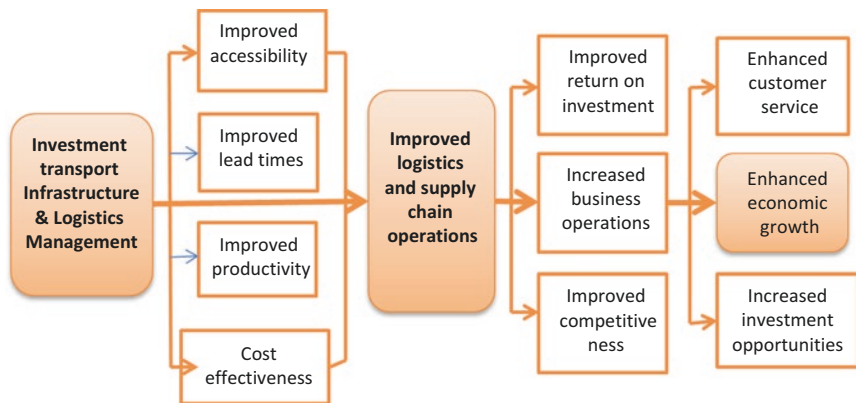 Investment
transport
Infrastructure
& Logistics
Management
Improved
accessibility
Improved
lead times
Improved
productivity
Cost
effectiveness
Improved
logistics
and supply
chain
operations
Improved
return on
investment
Increased
business
operations
Improved
competitive
ness
Enhanced
customer
service
Enhanced
economic
growth
Increased
investment
opportunities